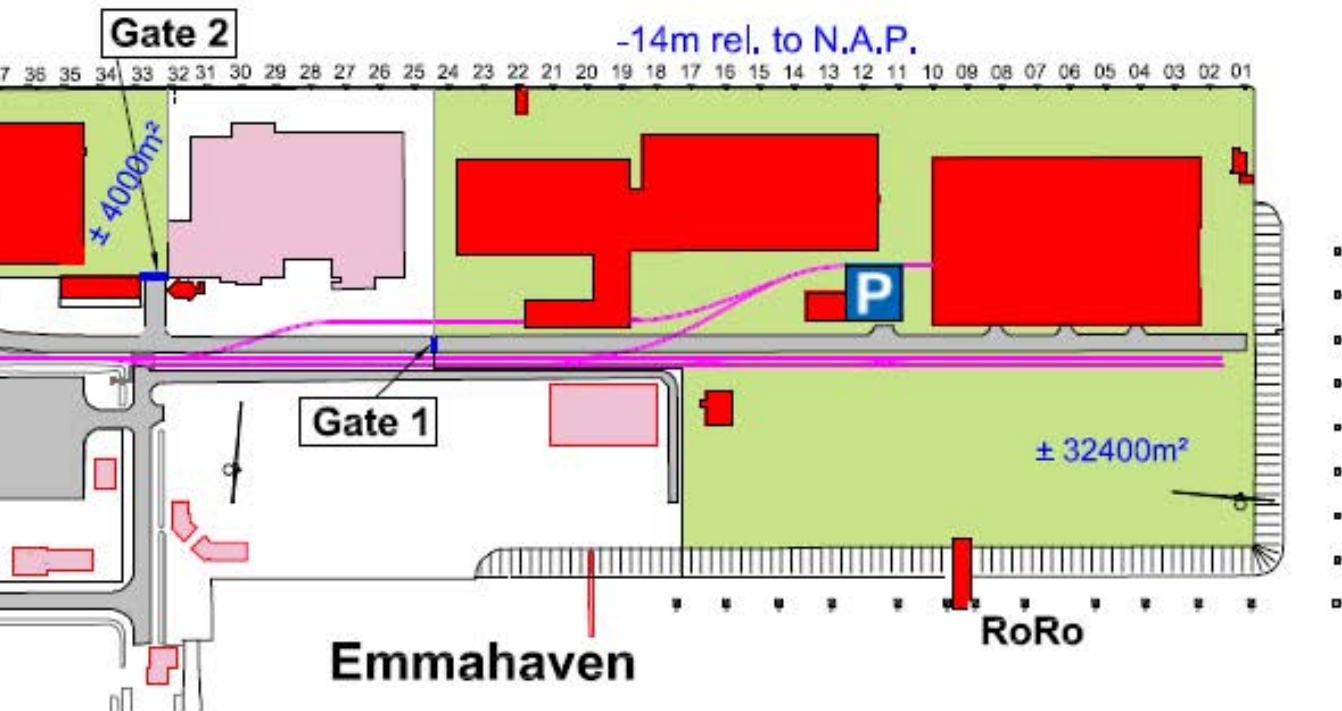 Gate 2
-14m rel. to N.A.P.
7 36 35 34 33 32 31 30 29 28 27 26 25 24 23 22 21 20 19 18 17 16 15 14 13 12 11 10 09 08 07 06 05 04 03 02 01
± 4000m²
P
Gate 1
± 32400m²
RoRo
Emmahaven